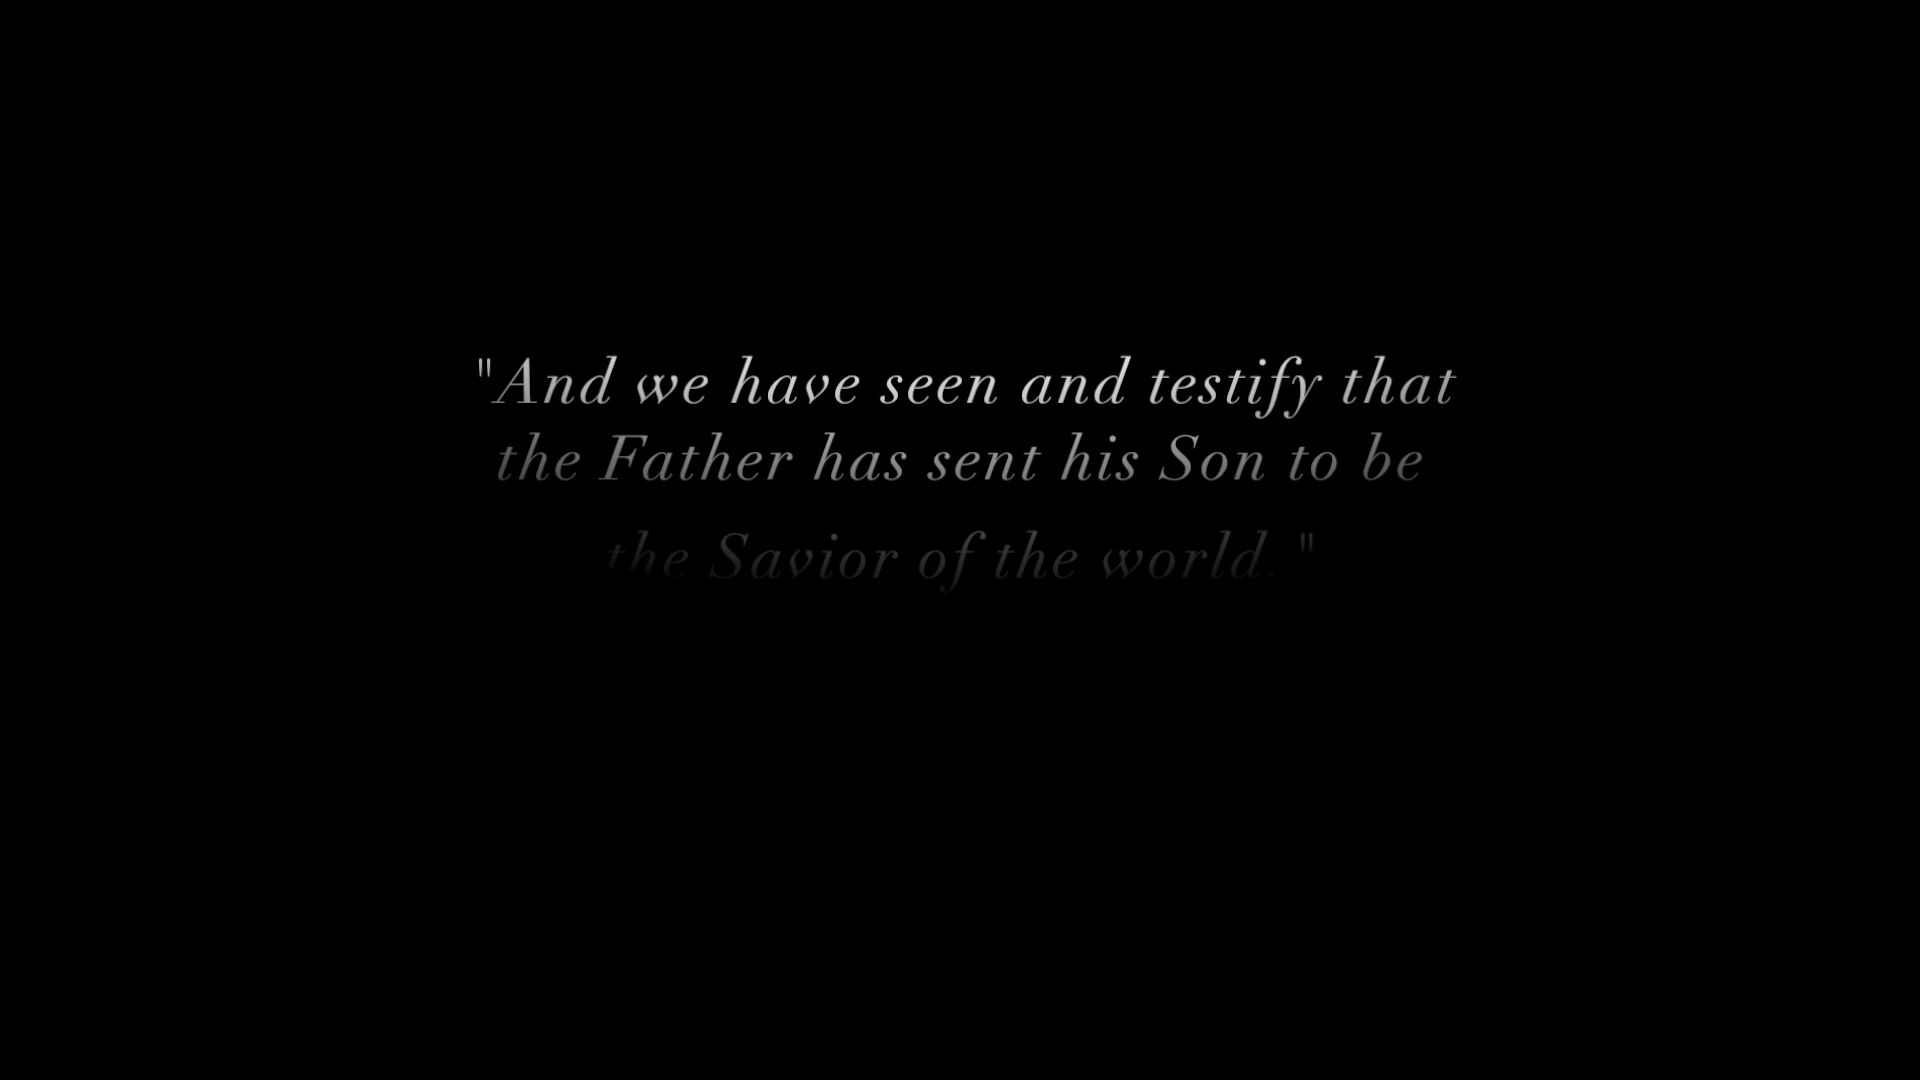 "And we have seen and testify that
the Father has sent his Son to be
the Savior of the world."